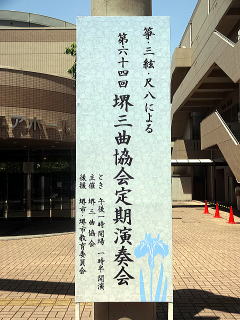 箏・三絃・尺八による
第六十四回 堺三曲協会定期演奏会
とき 午後一時開場 一時半開演
主催 堺三曲協会
後援 堺市・堺市教育委員会